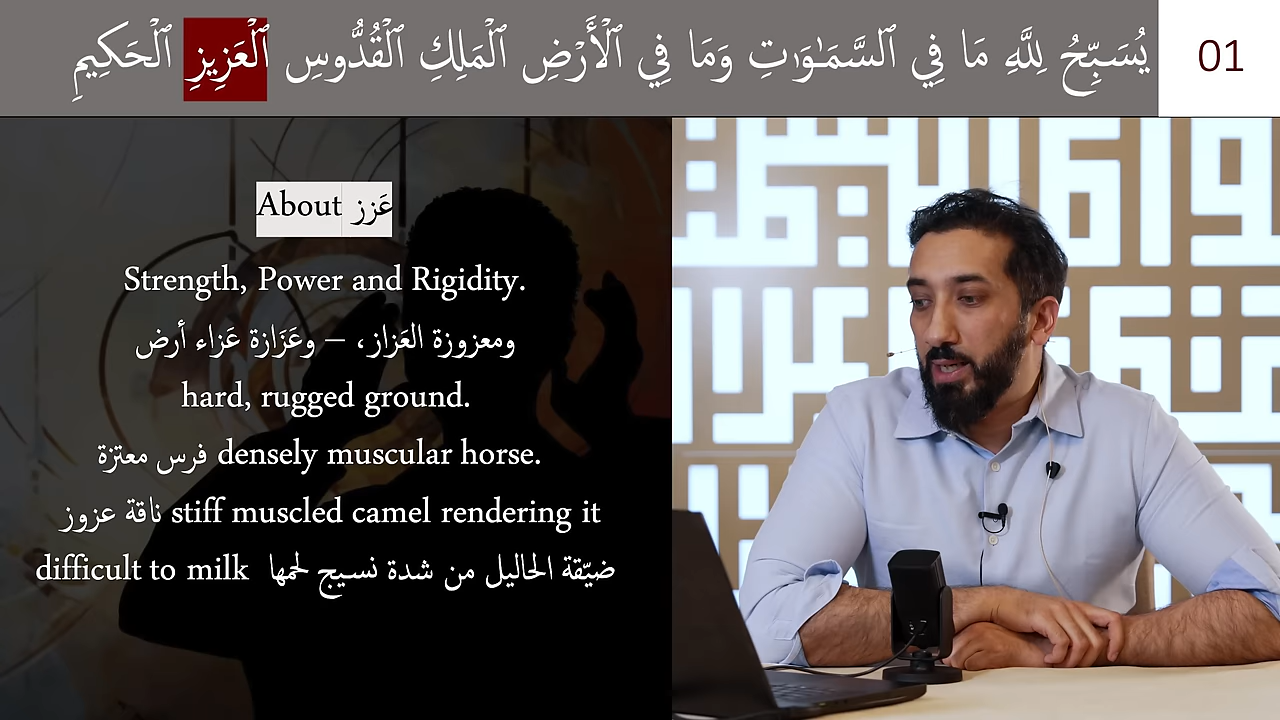 يُسَبِّحُ لِلَّهِ مَا فِي ٱلسَّمَـٰوَٰتِ وَمَا فِي ٱلْأَرْضِ ٱلْمَلِكِ ٱلْقُدُّوسِ ٱلْعَزِيزِ ٱلْحَكِيمِ
01
About عَزز
Strength, Power and Rigidity.
ومعزوزة العَزاز، – وعَزَازة عَزاء أرض
hard, rugged ground.
فرس معتزة densely muscular horse.
ناقة عزوز stiff muscled camel rendering it
difficult to milk ضيّقة الحاليل من شدة نسيج لحمها